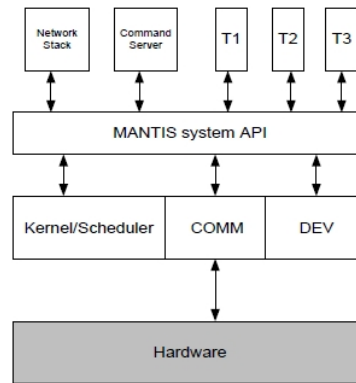 Network
Stack
Command
Server
T1
T2
T3
MANTIS system API
Kernel/Scheduler
COMM
DEV
Hardware